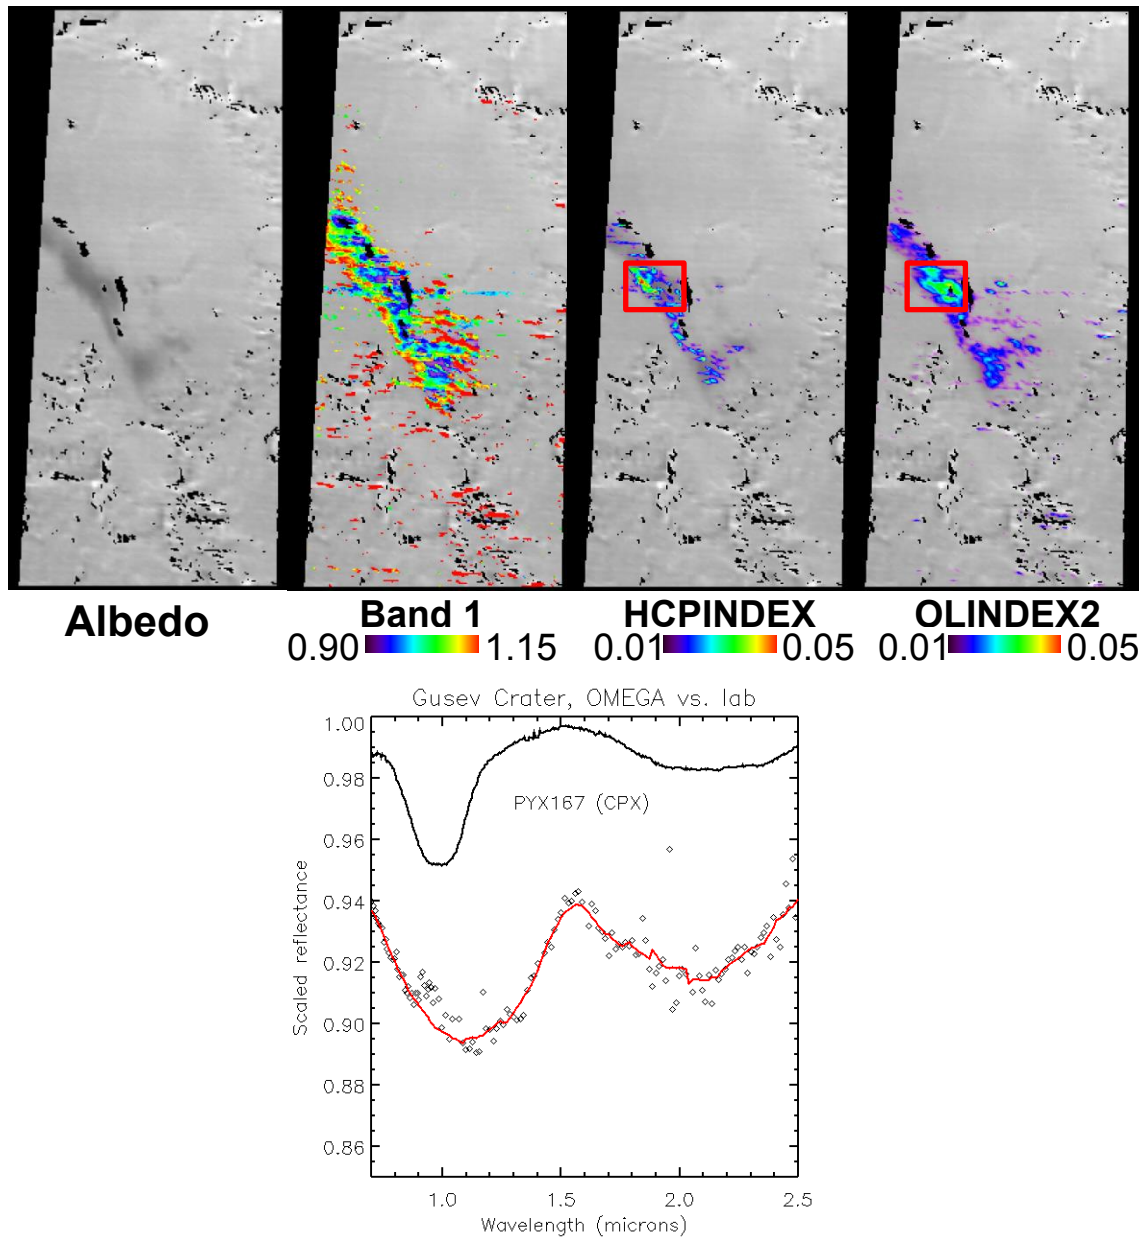 Albedo
Band 1
0.90 1.15
HCPINDEX
0.01 0.05
OLINDEX2
0.01 0.05
Gusev Crater, OMEGA vs. lab
1.00
0.98
0.96
0.94
0.92
0.90
0.88
0.86
PYX167 (CPX)
Scaled reflectance
1.0 1.5 2.0 2.5
Wavelength (microns)